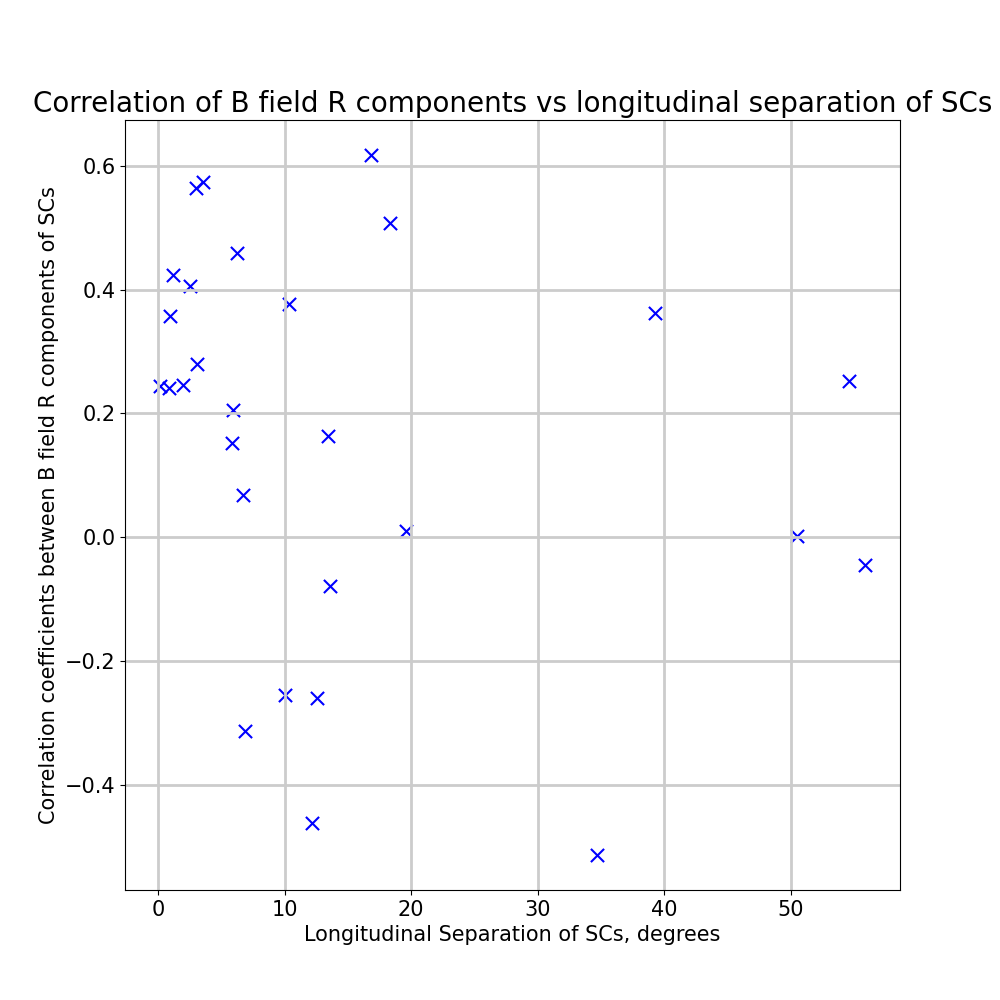 Correlation of B field R components vs longitudinal separation of SCs
Correlation coefficients between B field R components of SCs
0.6
0.4
0.2
0.0
−0.2
−0.4
0 10 20 30 40 50
Longitudinal Separation of SCs, degrees